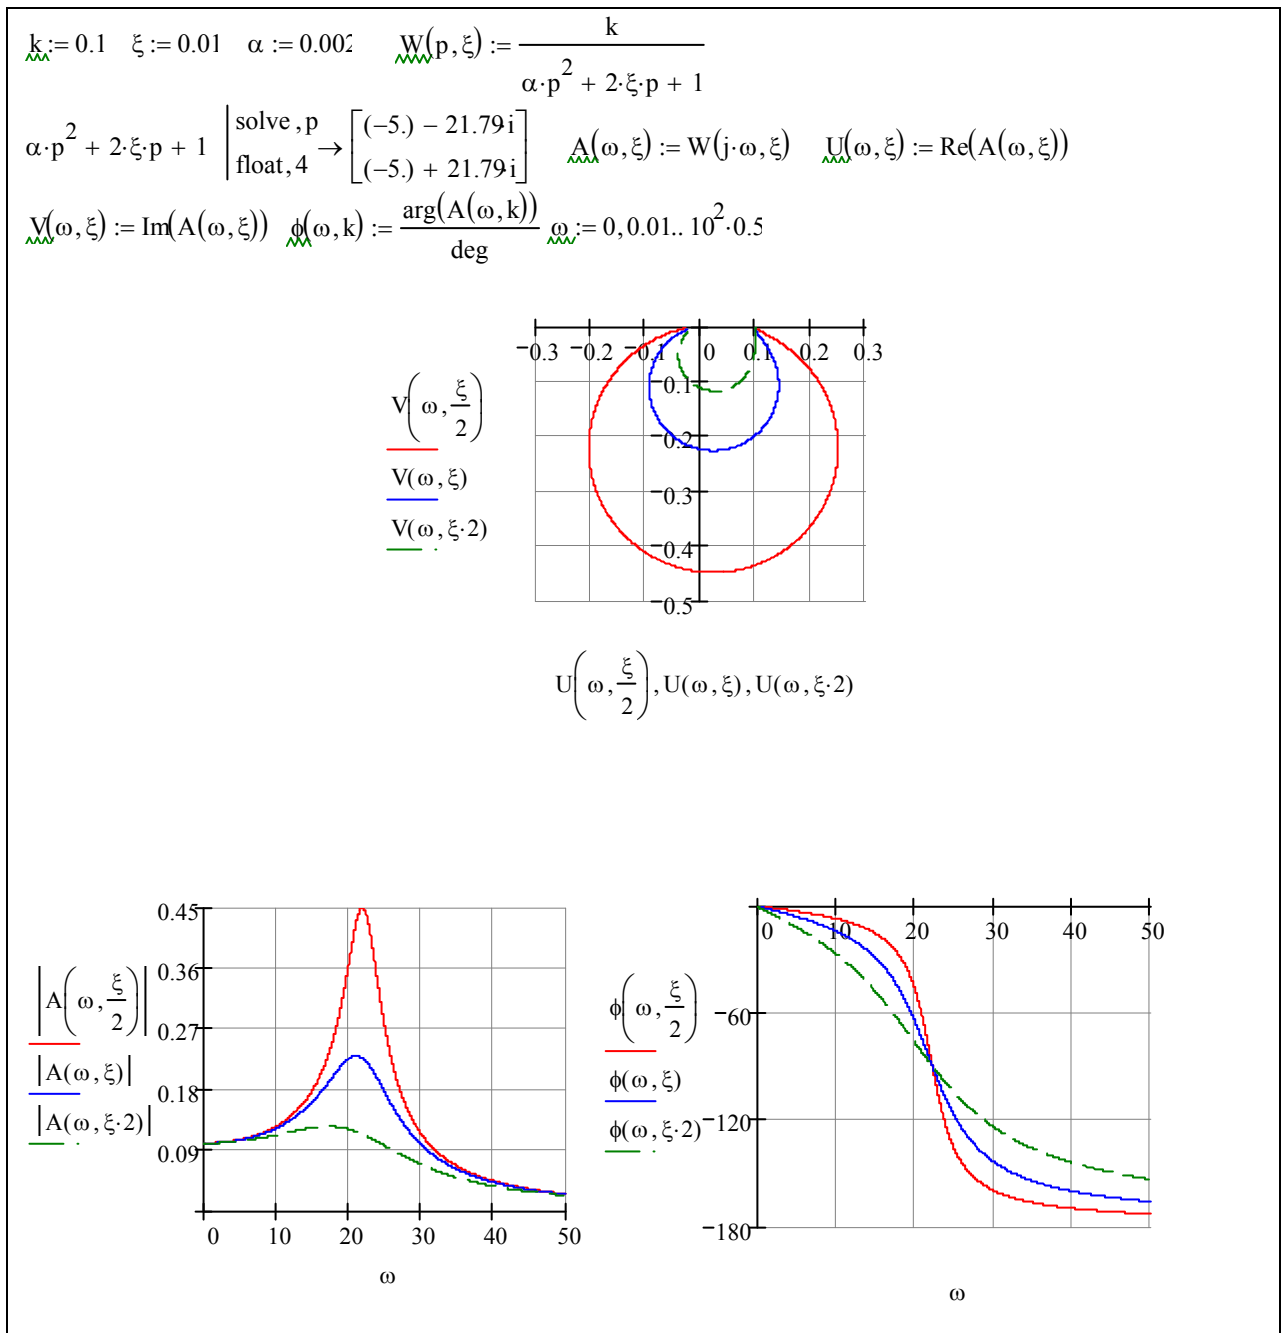 k := 0.1 ξ := 0.01 α := 0.002 W(p, ξ) := k / (α·p^2 + 2·ξ·p + 1)
α·p^2 + 2·ξ·p + 1 | solve, p float, 4 → [(-5.) - 21.79i (-5.) + 21.79i] A(ω, ξ) := W(j·ω, ξ) U(ω, ξ) := Re(A(ω, ξ))
V(ω, ξ) := Im(A(ω, ξ)) ϕ(ω, k) := arg(A(ω, k)) / deg ω := 0, 0.01.. 10^2·0.5
−0.3 −0.2 −0.1 0 0.1 0.2 0.3
−0.1
−0.2
−0.3
−0.4
−0.5
V(ω, ξ/2)
V(ω, ξ)
V(ω, ξ·2)
U(ω, ξ/2), U(ω, ξ), U(ω, ξ·2)
0.45
0.36
0.27
0.18
0.09
|A(ω, ξ/2)|
|A(ω, ξ)|
|A(ω, ξ·2)|
0 10 20 30 40 50
ω
0 10 20 30 40 50
−60
−120
−180
ϕ(ω, ξ/2)
ϕ(ω, ξ)
ϕ(ω, ξ·2)
ω